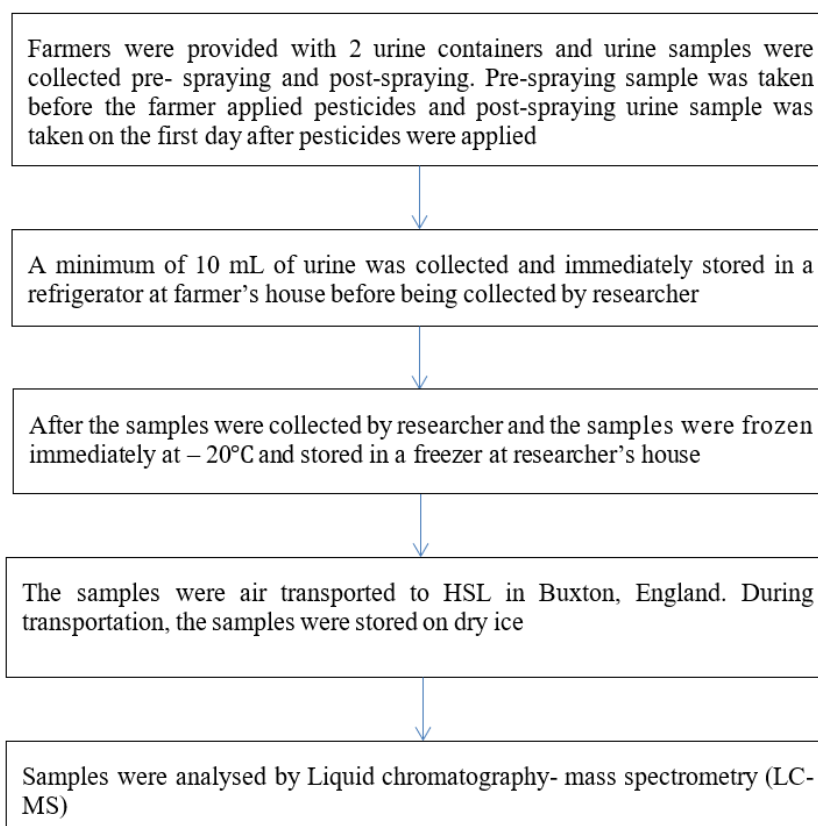 Farmers were provided with 2 urine containers and urine samples were
collected pre- spraying and post-spraying. Pre-spraying sample was taken
before the farmer applied pesticides and post-spraying urine sample was
taken on the first day after pesticides were applied
A minimum of 10 mL of urine was collected and immediately stored in a
refrigerator at farmer’s house before being collected by researcher
After the samples were collected by researcher and the samples were frozen
immediately at – 20°C and stored in a freezer at researcher’s house
The samples were air transported to HSL in Buxton, England. During
transportation, the samples were stored on dry ice
Samples were analysed by Liquid chromatography- mass spectrometry (LC-
MS)